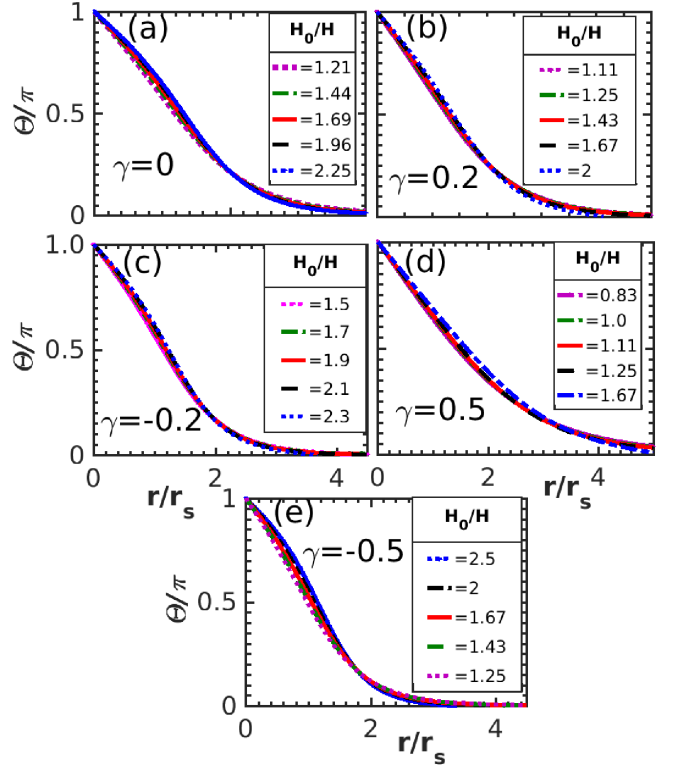 (a)
H₀/H
=1.21
=1.44
=1.69
=1.96
=2.25
γ=0
Θ/π
1
0.5
0
(b)
H₀/H
=1.11
=1.25
=1.43
=1.67
=2
γ=0.2
(c)
H₀/H
=1.5
=1.7
=1.9
=2.1
=2.3
γ=-0.2
Θ/π
1.0
0.5
0
0 2 4
r/rₛ
(d)
H₀/H
=0.83
=1.0
=1.11
=1.25
=1.67
γ=0.5
0 2 4
r/rₛ
(e)
H₀/H
=2.5
=2
=1.67
=1.43
=1.25
γ=-0.5
Θ/π
1
0.5
0
0 2 4
r/rₛ